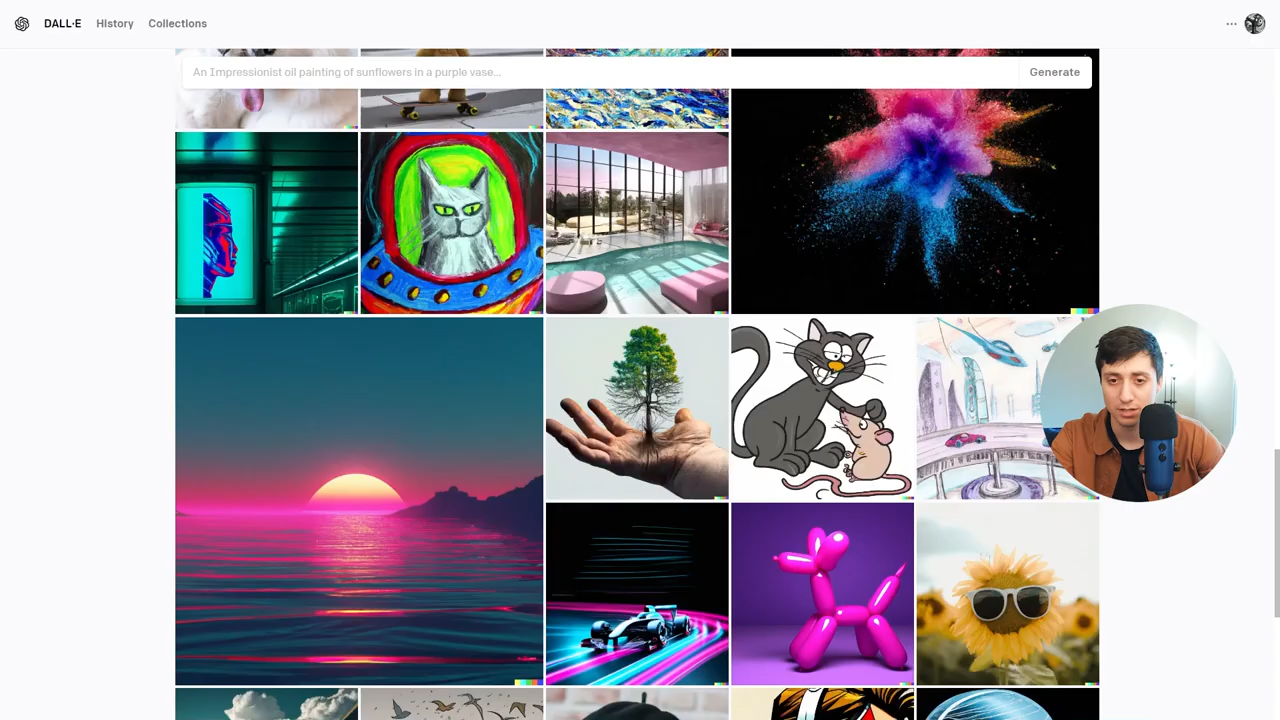 DALL·E History Collections
An Impressionist oil painting of sunflowers in a purple vase... Generate